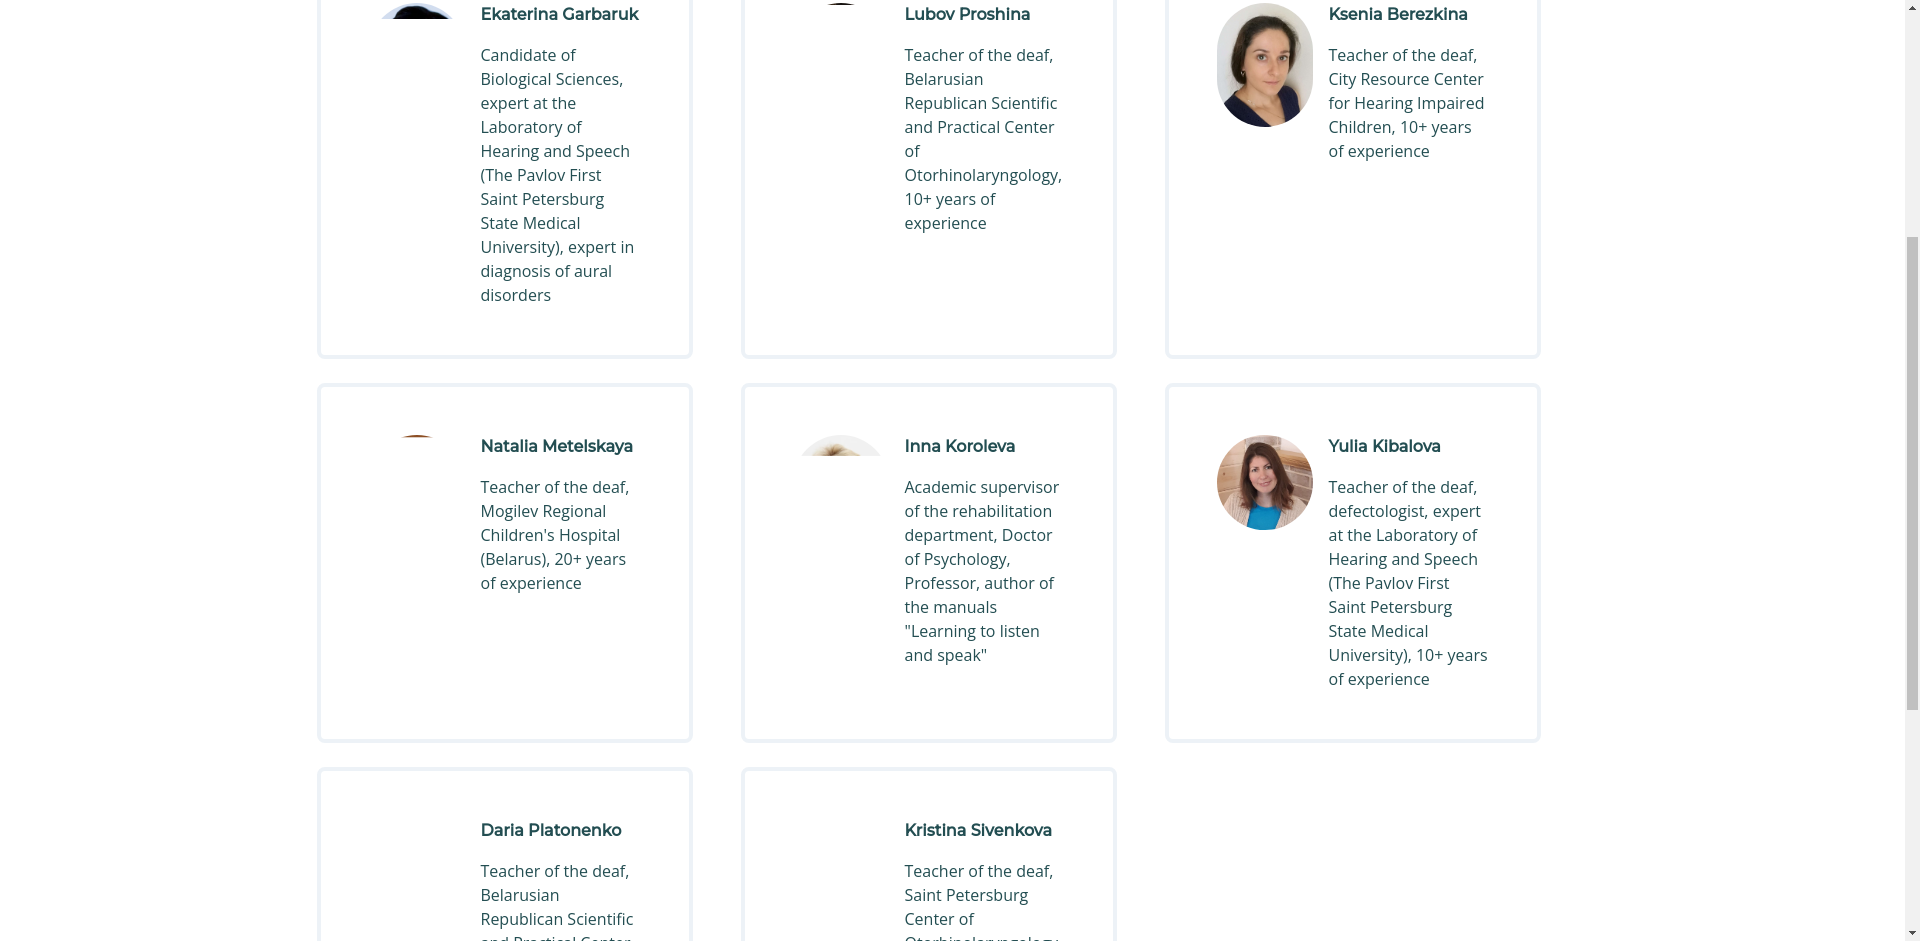 Ekaterina Garbaruk
Candidate of
Biological Sciences,
expert at the
Laboratory of
Hearing and Speech
(The Pavlov First
Saint Petersburg
State Medical
University), expert in
diagnosis of aural
disorders
Lubov Proshina
Teacher of the deaf,
Belarusian
Republican Scientific
and Practical Center
of
Otorhinolaryngology,
10+ years of
experience
Ksenia Berezkina
Teacher of the deaf,
City Resource Center
for Hearing Impaired
Children, 10+ years
of experience
Natalia Metelskaya
Teacher of the deaf,
Mogilev Regional
Children's Hospital
(Belarus), 20+ years
of experience
Inna Koroleva
Academic supervisor
of the rehabilitation
department, Doctor
of Psychology,
Professor, author of
the manuals
"Learning to listen
and speak"
Yulia Kibalova
Teacher of the deaf,
defectologist, expert
at the Laboratory of
Hearing and Speech
(The Pavlov First
Saint Petersburg
State Medical
University), 10+ years
of experience
Daria Platonenko
Teacher of the deaf,
Belarusian
Republican Scientific
and Practical Center
Kristina Sivenkova
Teacher of the deaf,
Saint Petersburg
Center of
Otorhinolaryngology